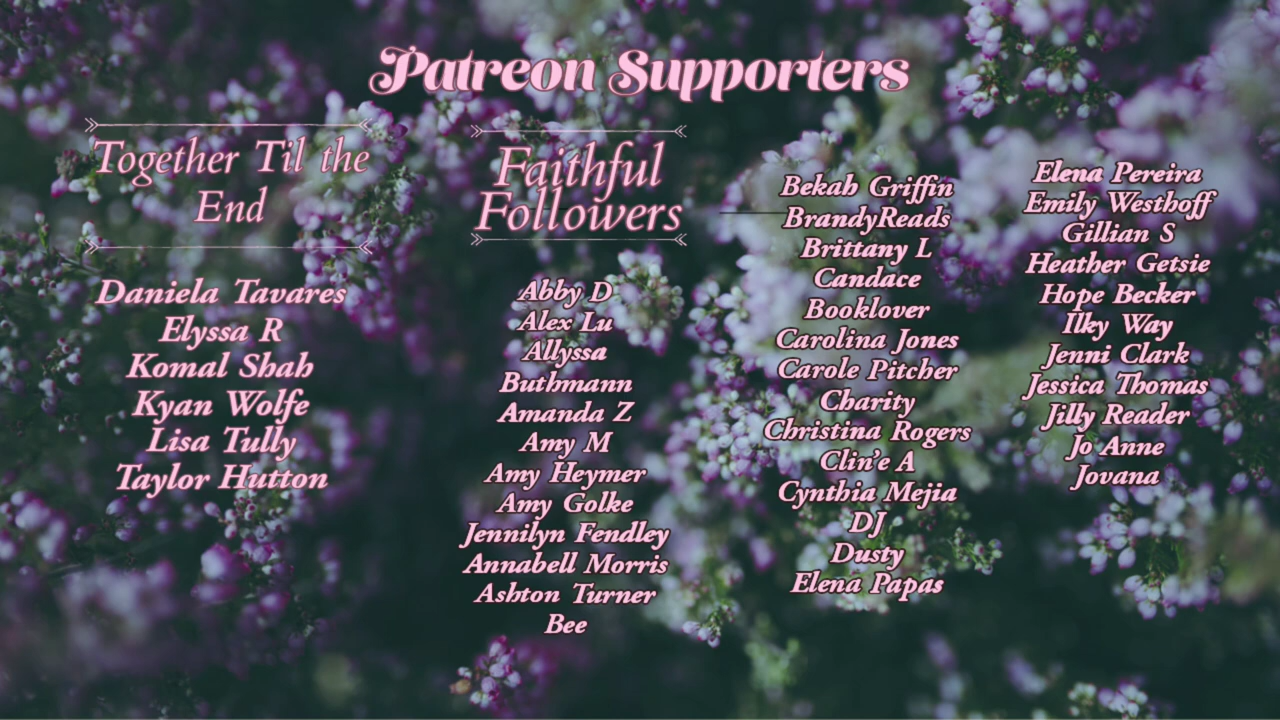 Patreon Supporters
Together Til the
End
Daniela Tavares
Elyssa R
Komal Shah
Kyan Wolfe
Lisa Tully
Taylor Hutton
Faithful
Followers
Abby D
Alex Lu
Allyssa
Buthmann
Amanda Z
Amy M
Amy Heymer
Amy Golke
Jennilyn Fendley
Annabell Morris
Ashton Turner
Bee
Bekah Griffin
BrandyReads
Brittany L
Candace
Booklover
Carolina Jones
Carole Pitcher
Charity
Christina Rogers
Clin'e A
Cynthia Mejia
DJ
Dusty
Elena Papas
Elena Pereira
Emily Westhoff
Gillian S
Heather Getsie
Hope Becker
Ilky Way
Jenni Clark
Jessica Thomas
Jilly Reader
Jo Anne
Jovana